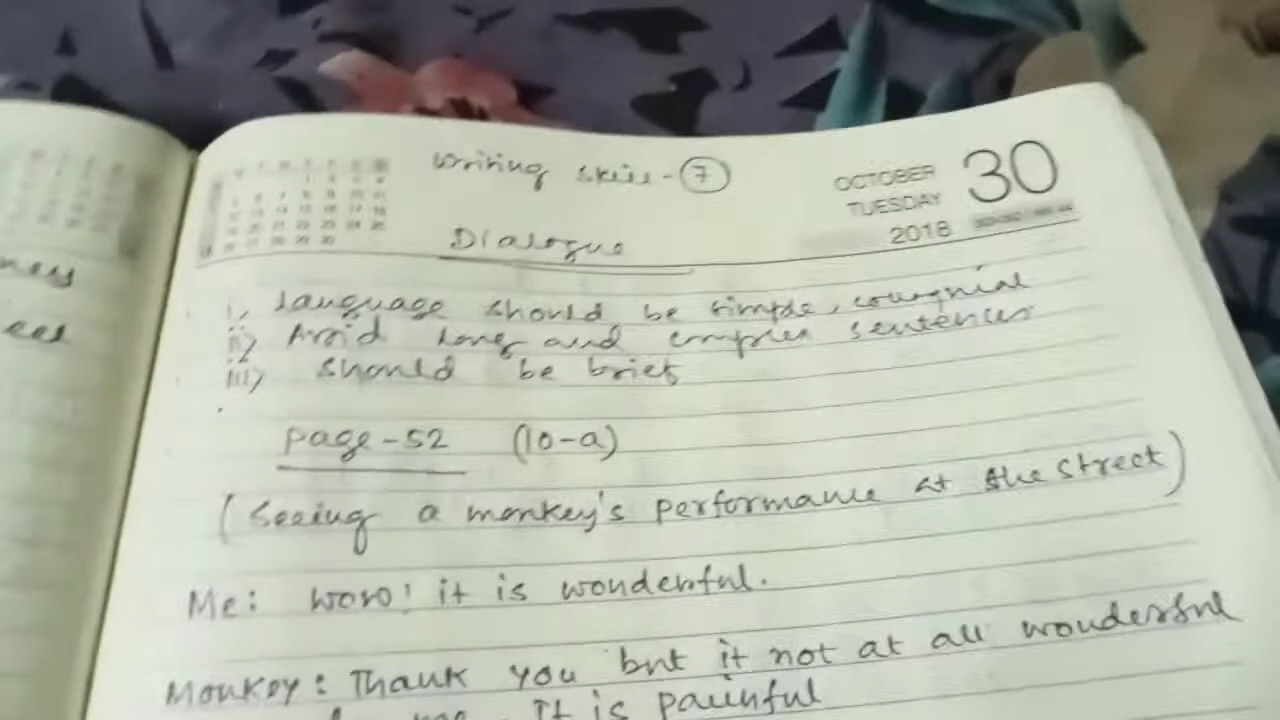 Writing skill - 7
OCTOBER 30
TUESDAY
2018
Dialogue
i, Language should be simple,
ii) Avoid long and complex sentences
iii) Should be brief
Page-52 (10-a)
(Seeing a monkey's performance at the street)
Me: wow! it is wonderful.
Monkey: Thank you but it not at all wonderful
It is painful